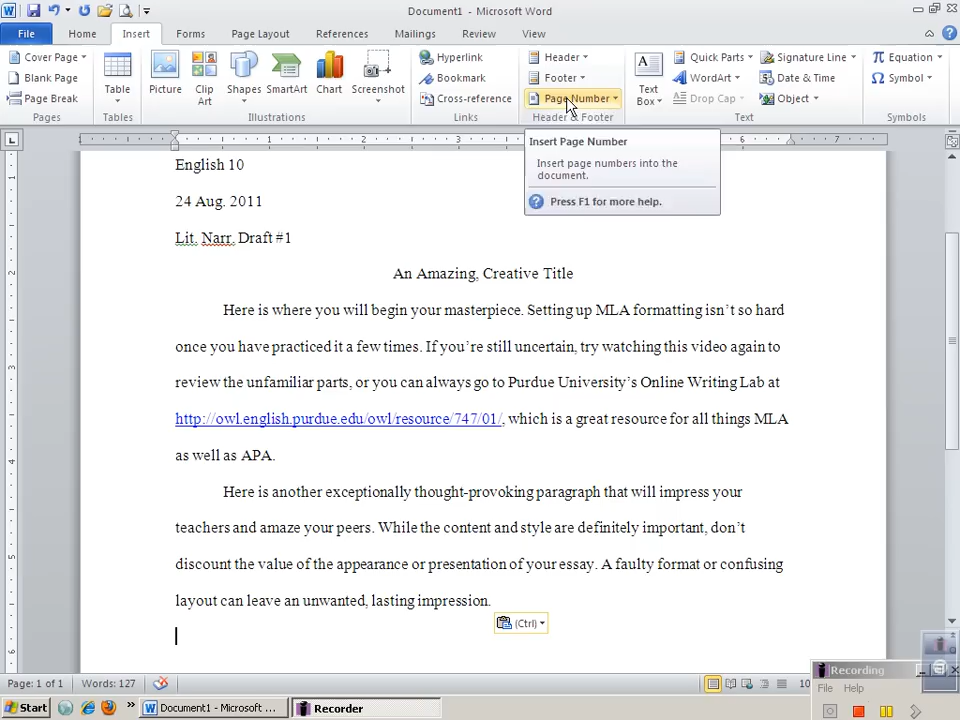 Document1 - Microsoft Word
File Home Insert Forms Page Layout References Mailings Review View
Cover Page
Blank Page
Page Break
Pages
Table
Tables
Picture
Clip Art
Shapes
SmartArt
Chart
Screenshot
Illustrations
Hyperlink
Bookmark
Cross-reference
Links
Header
Footer
Page Number
Header & Footer
Text Box
Quick Parts
WordArt
Drop Cap
Signature Line
Date & Time
Object
Text
Equation
Symbol
Symbols
1 2 3 6 7
Insert Page Number
Insert page numbers into the
document.
Press F1 for more help.
English 10
24 Aug. 2011
Lit. Narr. Draft #1
An Amazing, Creative Title
Here is where you will begin your masterpiece. Setting up MLA formatting isn't so hard
once you have practiced it a few times. If you're still uncertain, try watching this video again to
review the unfamiliar parts, or you can always go to Purdue University's Online Writing Lab at
http://owl.english.purdue.edu/owl/resource/747/01/, which is a great resource for all things MLA
as well as APA.
Here is another exceptionally thought-provoking paragraph that will impress your
teachers and amaze your peers. While the content and style are definitely important, don't
discount the value of the appearance or presentation of your essay. A faulty format or confusing
layout can leave an unwanted, lasting impression.
(Ctrl)
Page: 1 of 1 Words: 127 10
Recording
File Help
Start Document1 - Microsoft ... Recorder